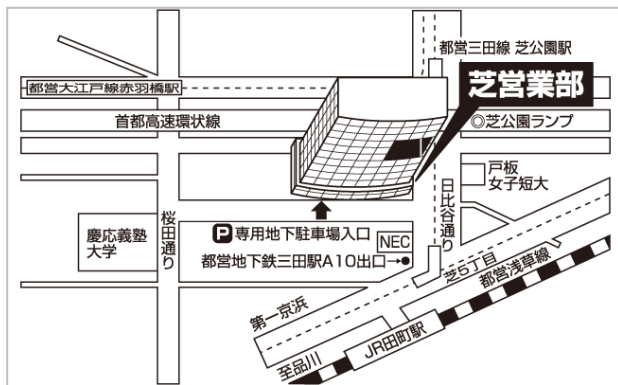 都営三田線 芝公園駅
都営大江戸線赤羽橋駅
芝営業部
首都高速環状線
◎芝公園ランプ
戸板
女子短大
日比谷通り
桜田通り
慶応義塾
大学
P専用地下駐車場入口
NEC
都営地下鉄三田駅A10出口→●
芝5丁目
都営浅草線
第一京浜
JR田町駅
至品川